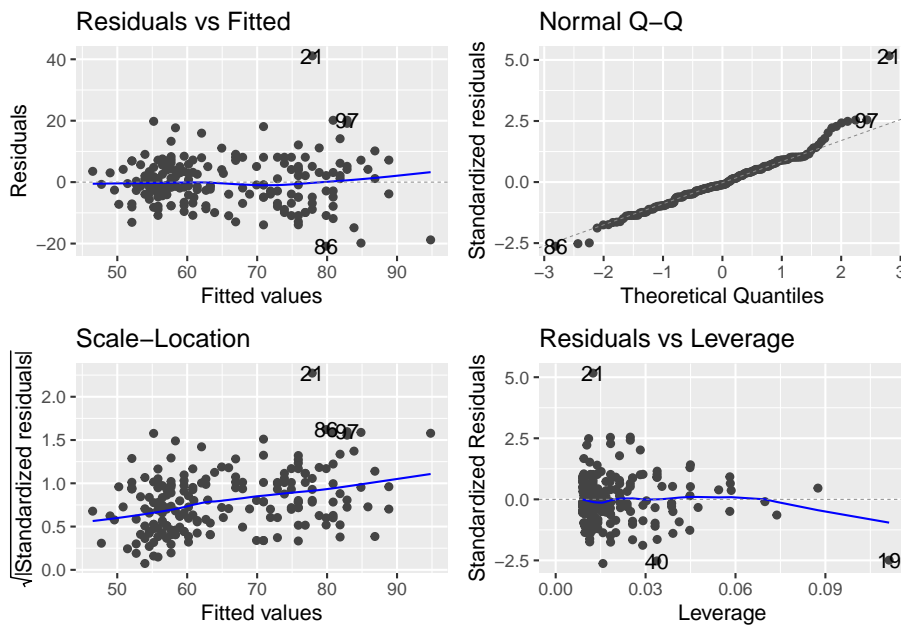 Residuals vs Fitted
Residuals
40
20
0
−20
21
97
86
50 60 70 80 90
Fitted values
Normal Q−Q
Standardized residuals
5.0
2.5
0.0
−2.5
21
97
86
−3 −2 −1 0 1 2 3
Theoretical Quantiles
Scale−Location
√|Standardized residuals|
2.0
1.5
1.0
0.5
0.0
21
86 97
50 60 70 80 90
Fitted values
Residuals vs Leverage
Standardized Residuals
5.0
2.5
0.0
−2.5
21
40
19
0.00 0.03 0.06 0.09
Leverage